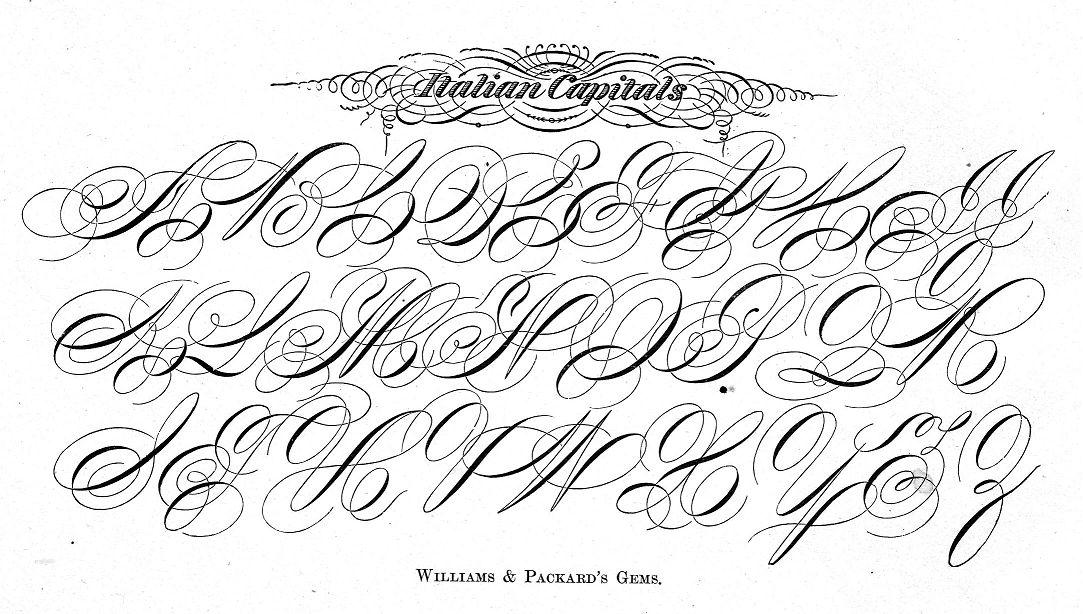 Italian Capitals
A B C D E F G H I J
K L M N O P Q R
S T U V W X Y & Z
WILLIAMS & PACKARD'S GEMS.